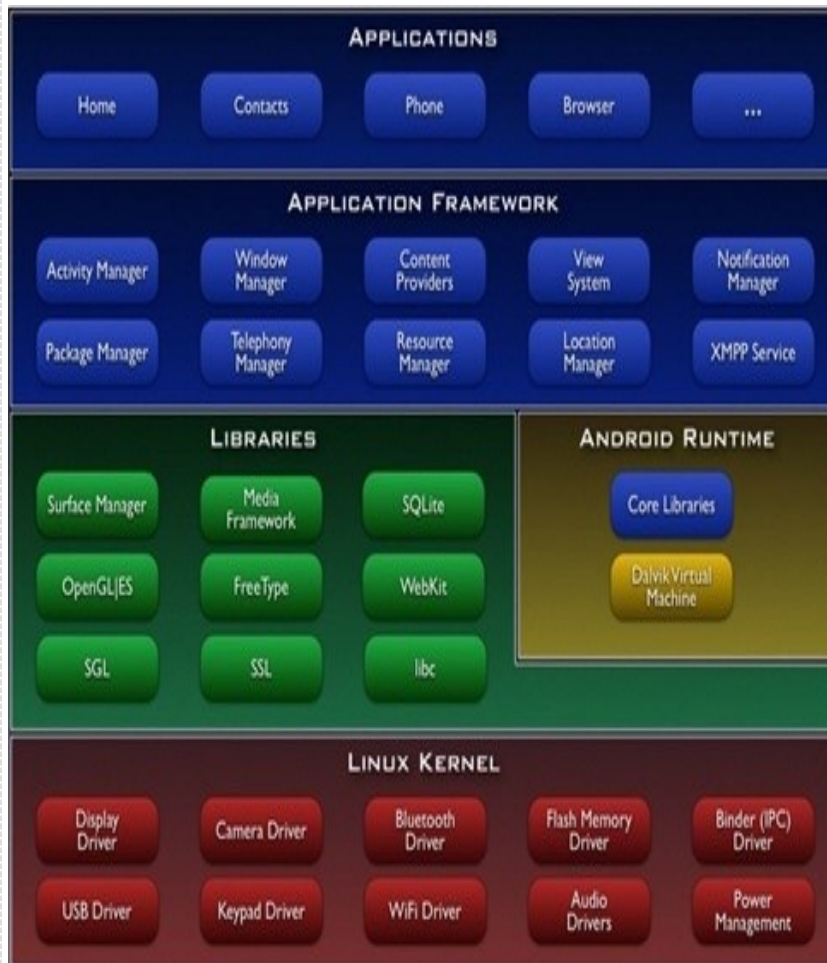 APPLICATIONS
Home
Contacts
Phone
Browser
...
APPLICATION FRAMEWORK
Activity Manager
Window
Manager
Content
Providers
View
System
Notification
Manager
Package Manager
Telephony
Manager
Resource
Manager
Location
Manager
XMPP Service
LIBRARIES
Surface Manager
Media
Framework
SQLite
OpenGL|ES
FreeType
WebKit
SGL
SSL
libc
ANDROID RUNTIME
Core Libraries
Dalvik Virtual
Machine
LINUX KERNEL
Display
Driver
Camera Driver
Bluetooth
Driver
Flash Memory
Driver
Binder (IPC)
Driver
USB Driver
Keypad Driver
WiFi Driver
Audio
Drivers
Power
Management